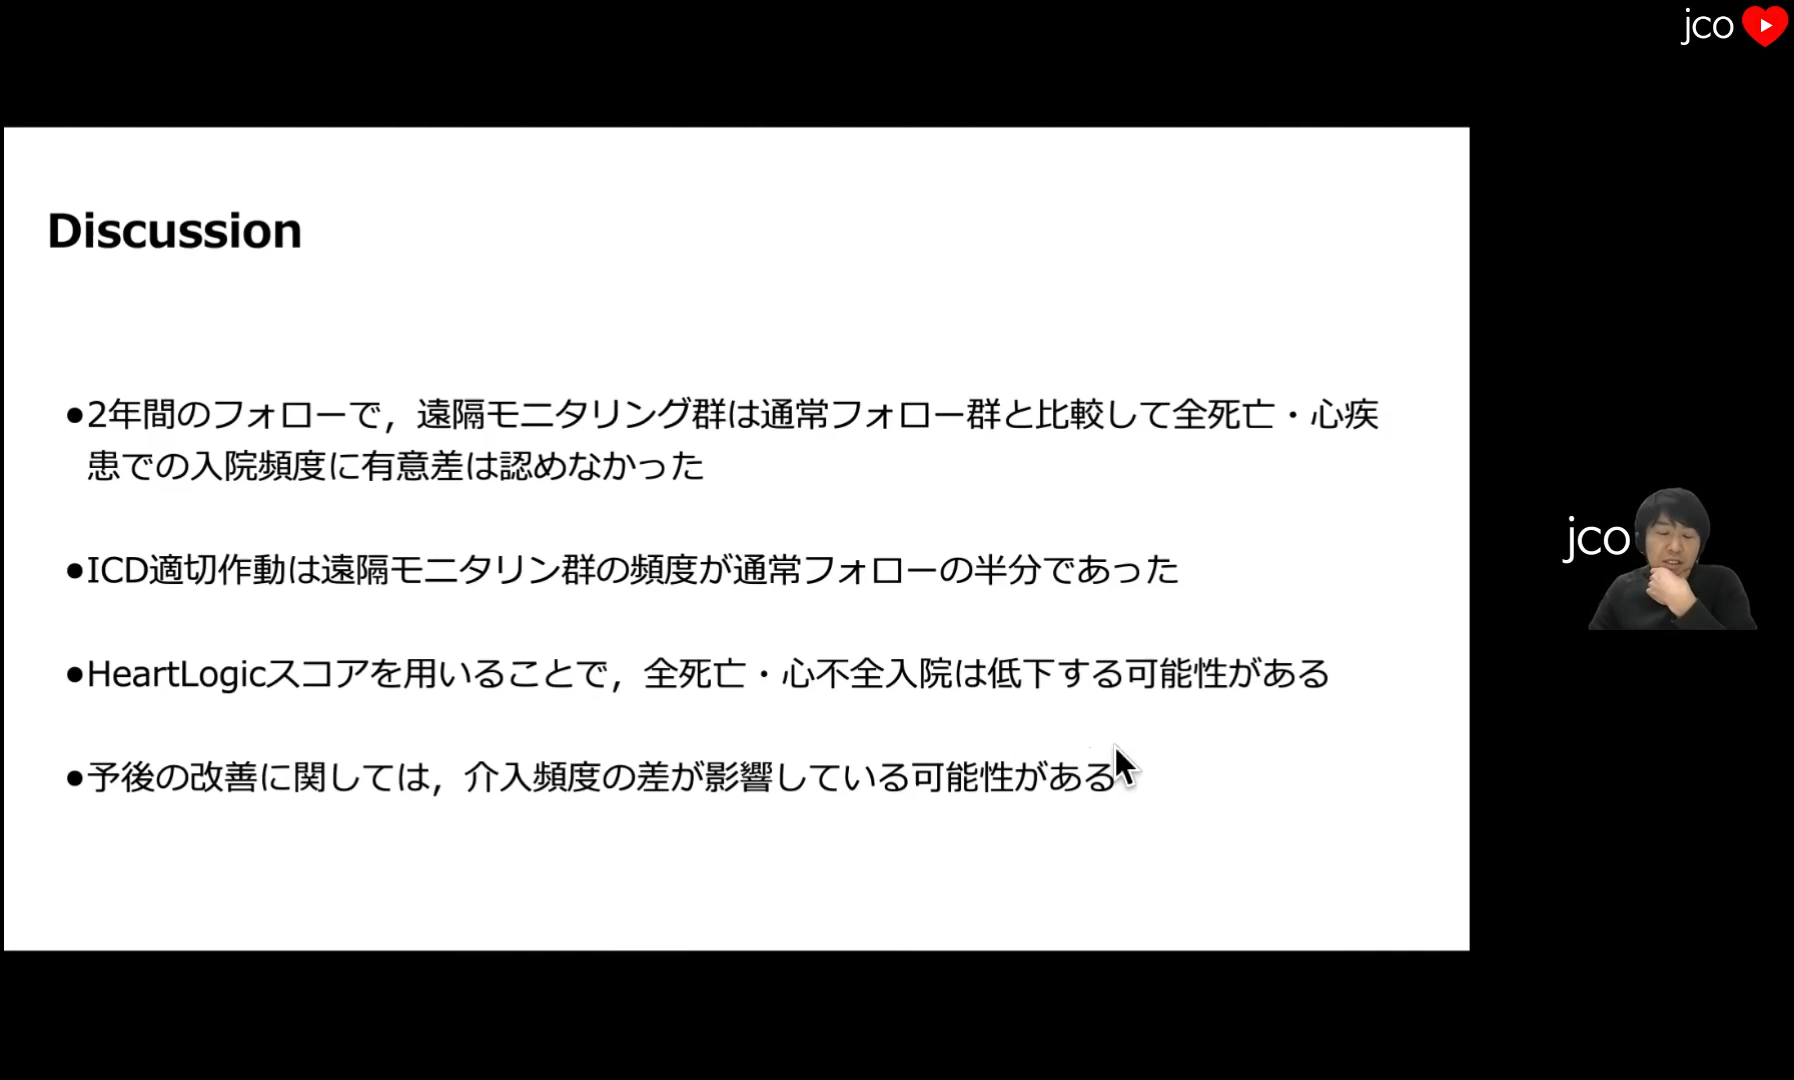 jco
Discussion
●2年間のフォローで，遠隔モニタリング群は通常フォロー群と比較して全死亡・心疾
患での入院頻度に有意差は認めなかった
jco
●ICD適切作動は遠隔モニタリン群の頻度が通常フォローの半分であった
●HeartLogicスコアを用いることで，全死亡・心不全入院は低下する可能性がある
●予後の改善に関しては，介入頻度の差が影響している可能性がある